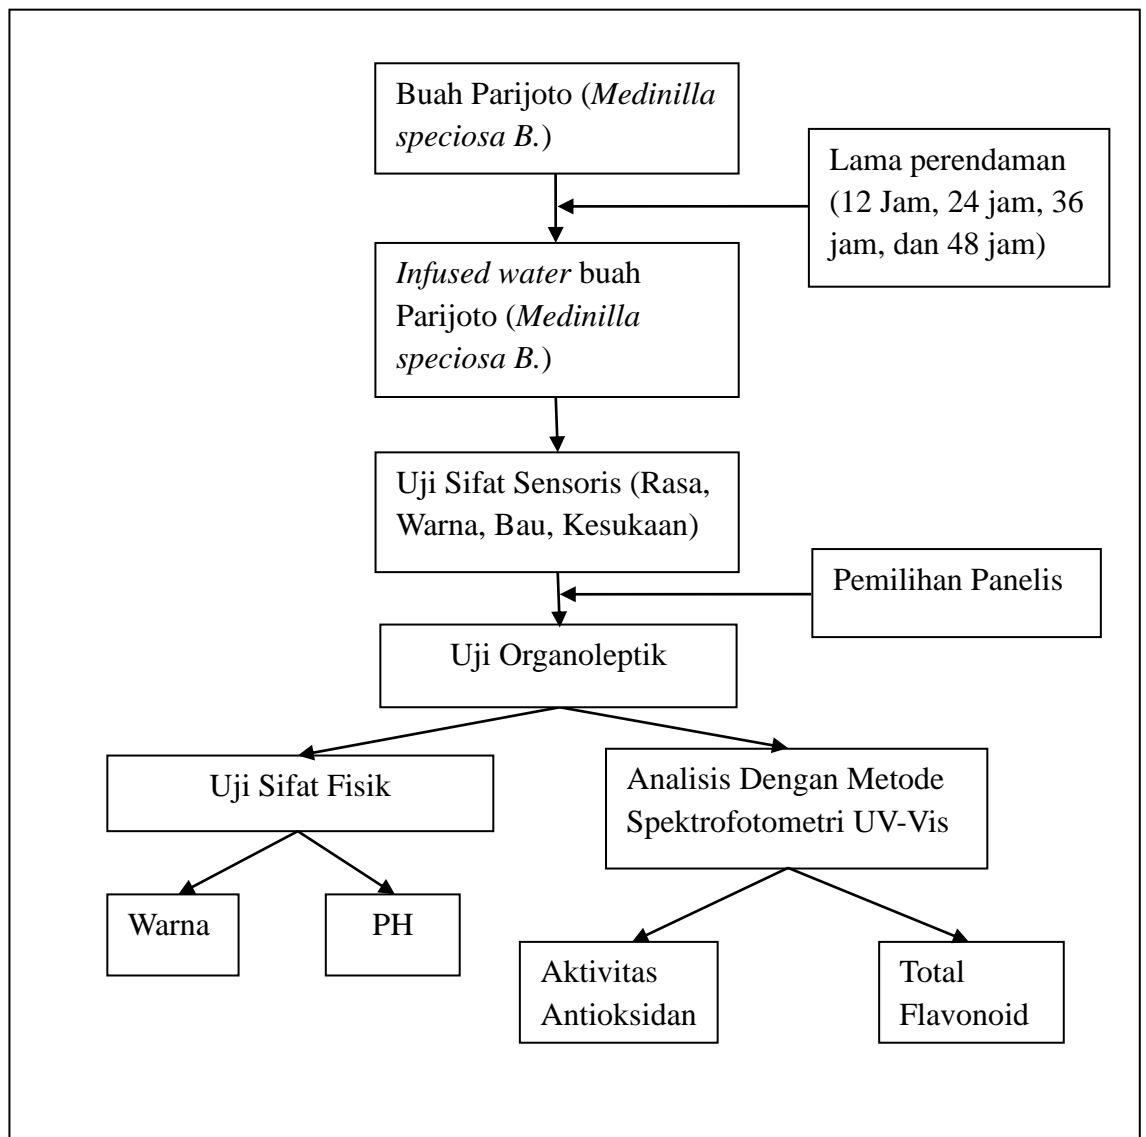 Buah Parijoto (Medinilla
speciosa B.)
Lama perendaman
(12 Jam, 24 jam, 36
jam, dan 48 jam)
Infused water buah
Parijoto (Medinilla
speciosa B.)
Uji Sifat Sensoris (Rasa,
Warna, Bau, Kesukaan)
Pemilihan Panelis
Uji Organoleptik
Uji Sifat Fisik
Analisis Dengan Metode
Spektrofotometri UV-Vis
Warna
PH
Aktivitas
Antioksidan
Total
Flavonoid